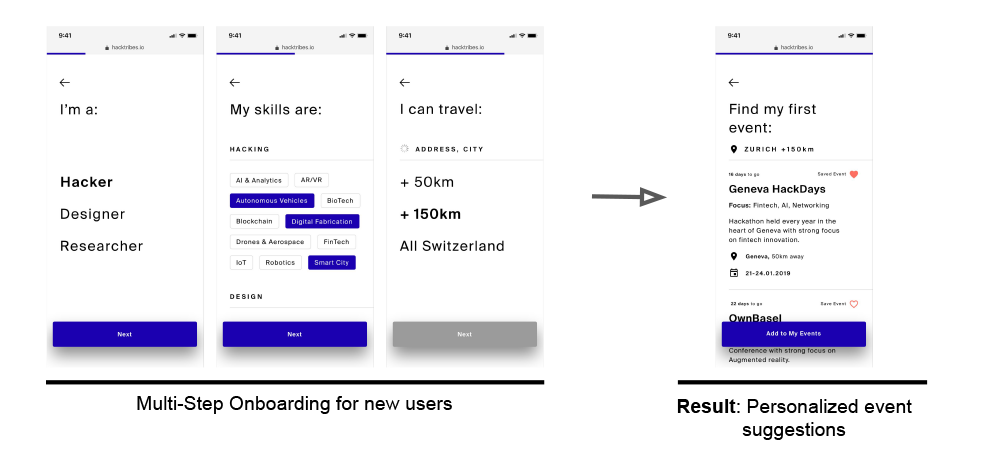 9:41
hacktribes.io
I'm a:
Hacker
Designer
Researcher
Next
9:41
hacktribes.io
My skills are:
HACKING
AI & Analytics
AR/VR
Autonomous Vehicles
BioTech
Blockchain
Digital Fabrication
Drones & Aerospace
FinTech
IoT
Robotics
Smart City
DESIGN
Next
9:41
hacktribes.io
I can travel:
ADDRESS, CITY
+ 50km
+ 150km
All Switzerland
Next
Multi-Step Onboarding for new users
9:41
hacktribes.io
Find my first
event:
ZURICH +150km
16 days to go
Saved Event
Geneva HackDays
Focus: Fintech, AI, Networking
Hackathon held every year in the
heart of Geneva with strong focus
on fintech innovation.
Geneva, 50km away
21-24.01.2019
22 days to go
Save Event
OwnBasel
Add to My Events
Conference with strong focus on
Augmented reality.
Result: Personalized event
suggestions